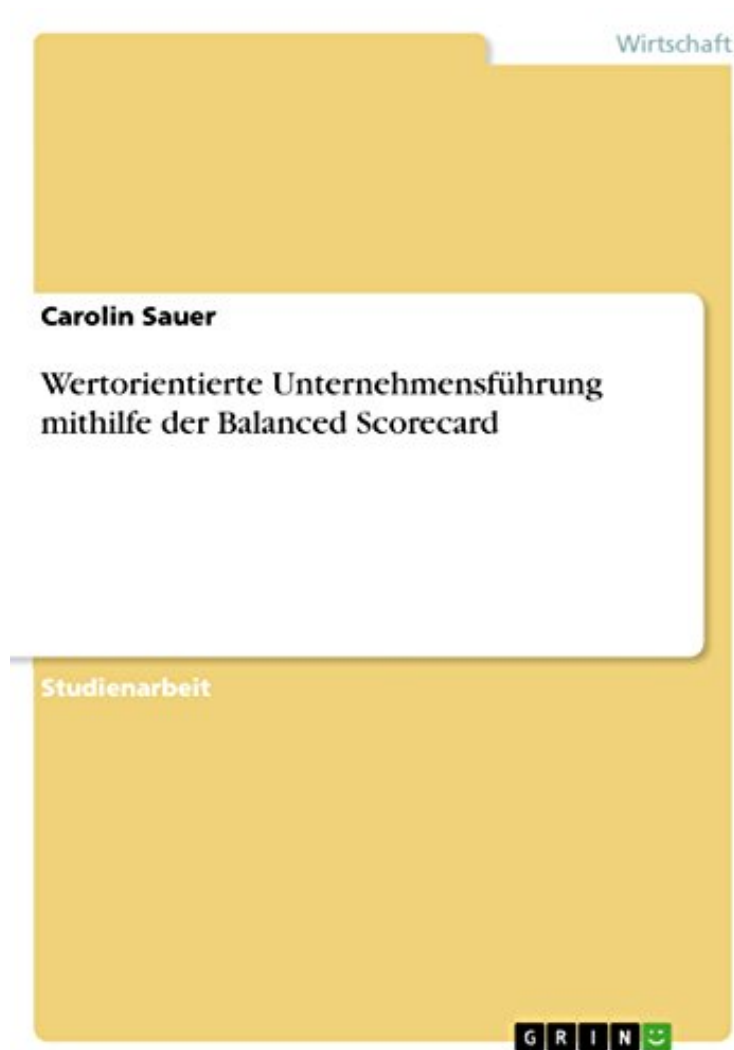 Wirtschaft
Carolin Sauer
Wertorientierte Unternehmensführung
mithilfe der Balanced Scorecard
Studienarbeit
GRIN